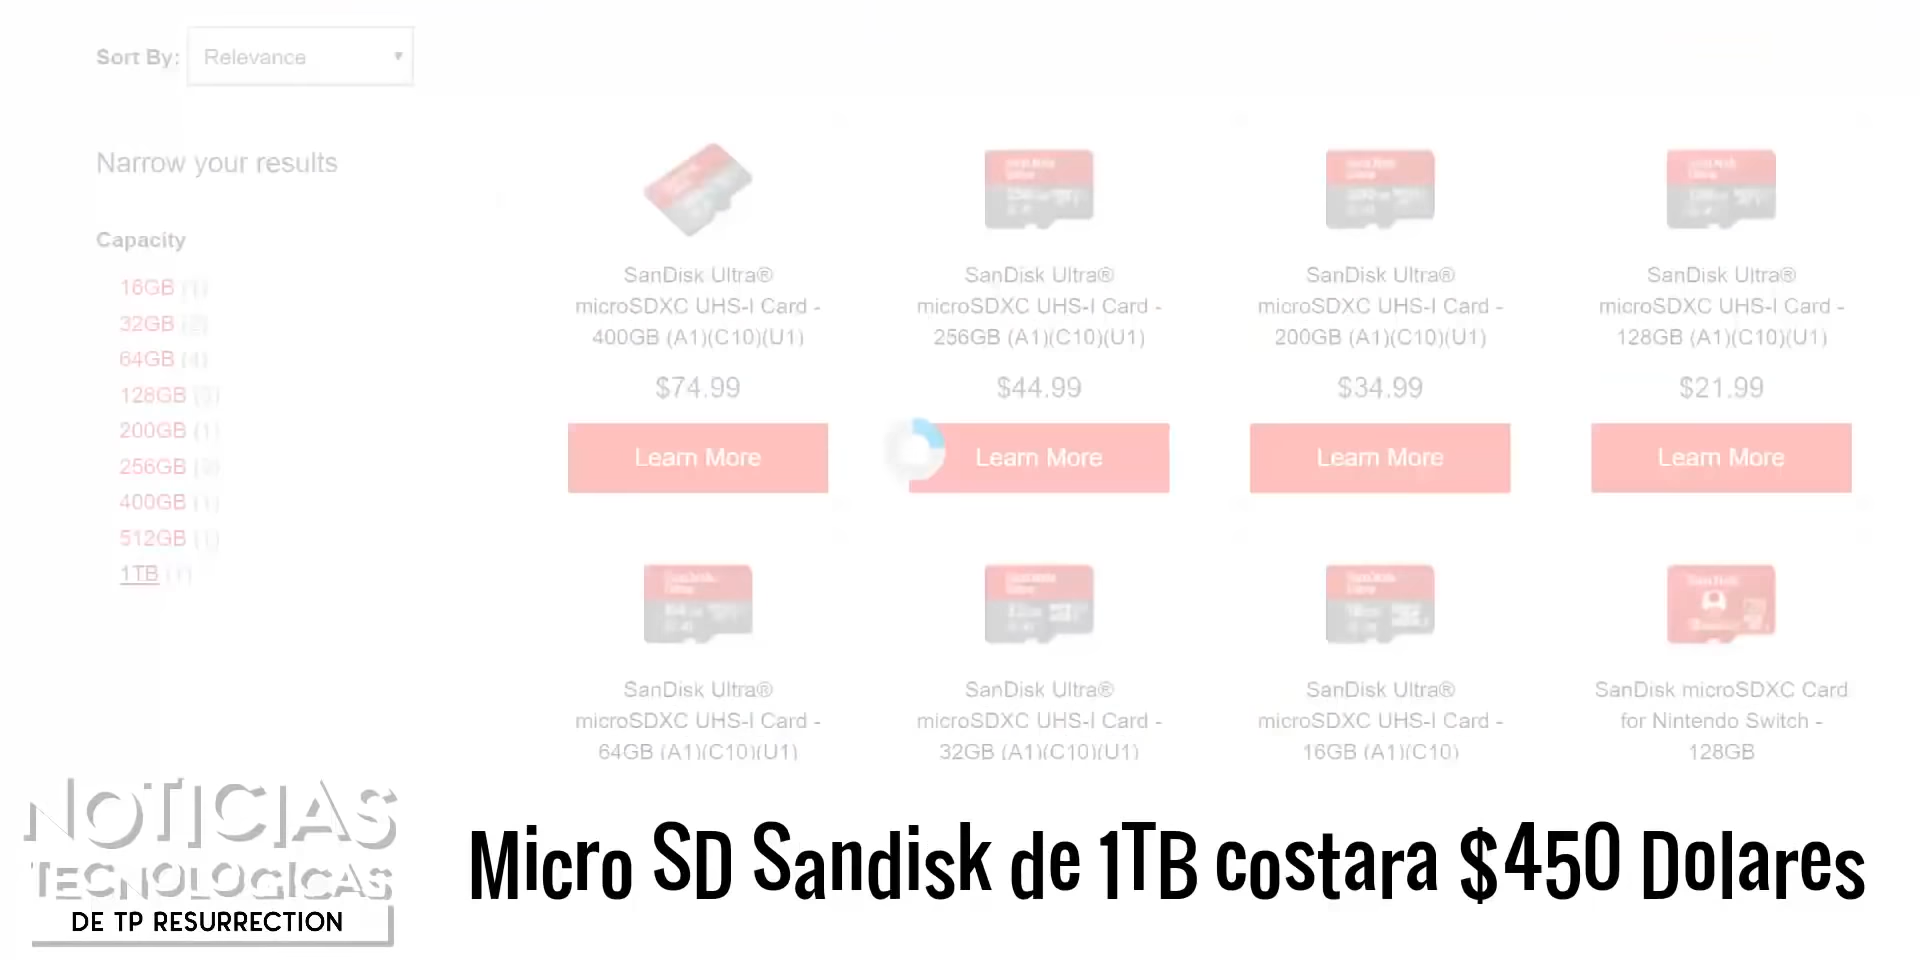 Sort By: Relevance
Narrow your results
Capacity
16GB (1)
32GB
64GB (4)
128GB
200GB (1)
256GB
400GB (1)
512GB (1)
1TB (1)
SanDisk Ultra®
microSDXC UHS-I Card -
400GB (A1)(C10)(U1)
$74.99
Learn More
SanDisk Ultra®
microSDXC UHS-I Card -
256GB (A1)(C10)(U1)
$44.99
Learn More
SanDisk Ultra®
microSDXC UHS-I Card -
200GB (A1)(C10)(U1)
$34.99
Learn More
SanDisk Ultra®
microSDXC UHS-I Card -
128GB (A1)(C10)(U1)
$21.99
Learn More
SanDisk Ultra®
microSDXC UHS-I Card -
64GB (A1)(C10)(U1)
SanDisk Ultra®
microSDXC UHS-I Card -
32GB (A1)(C10)(U1)
SanDisk Ultra®
microSDXC UHS-I Card -
16GB (A1)(C10)
SanDisk microSDXC Card
for Nintendo Switch -
128GB
NOTICIAS
TECNOLOGICAS
DE TP RESURRECTION
Micro SD Sandisk de 1TB costara $450 Dolares